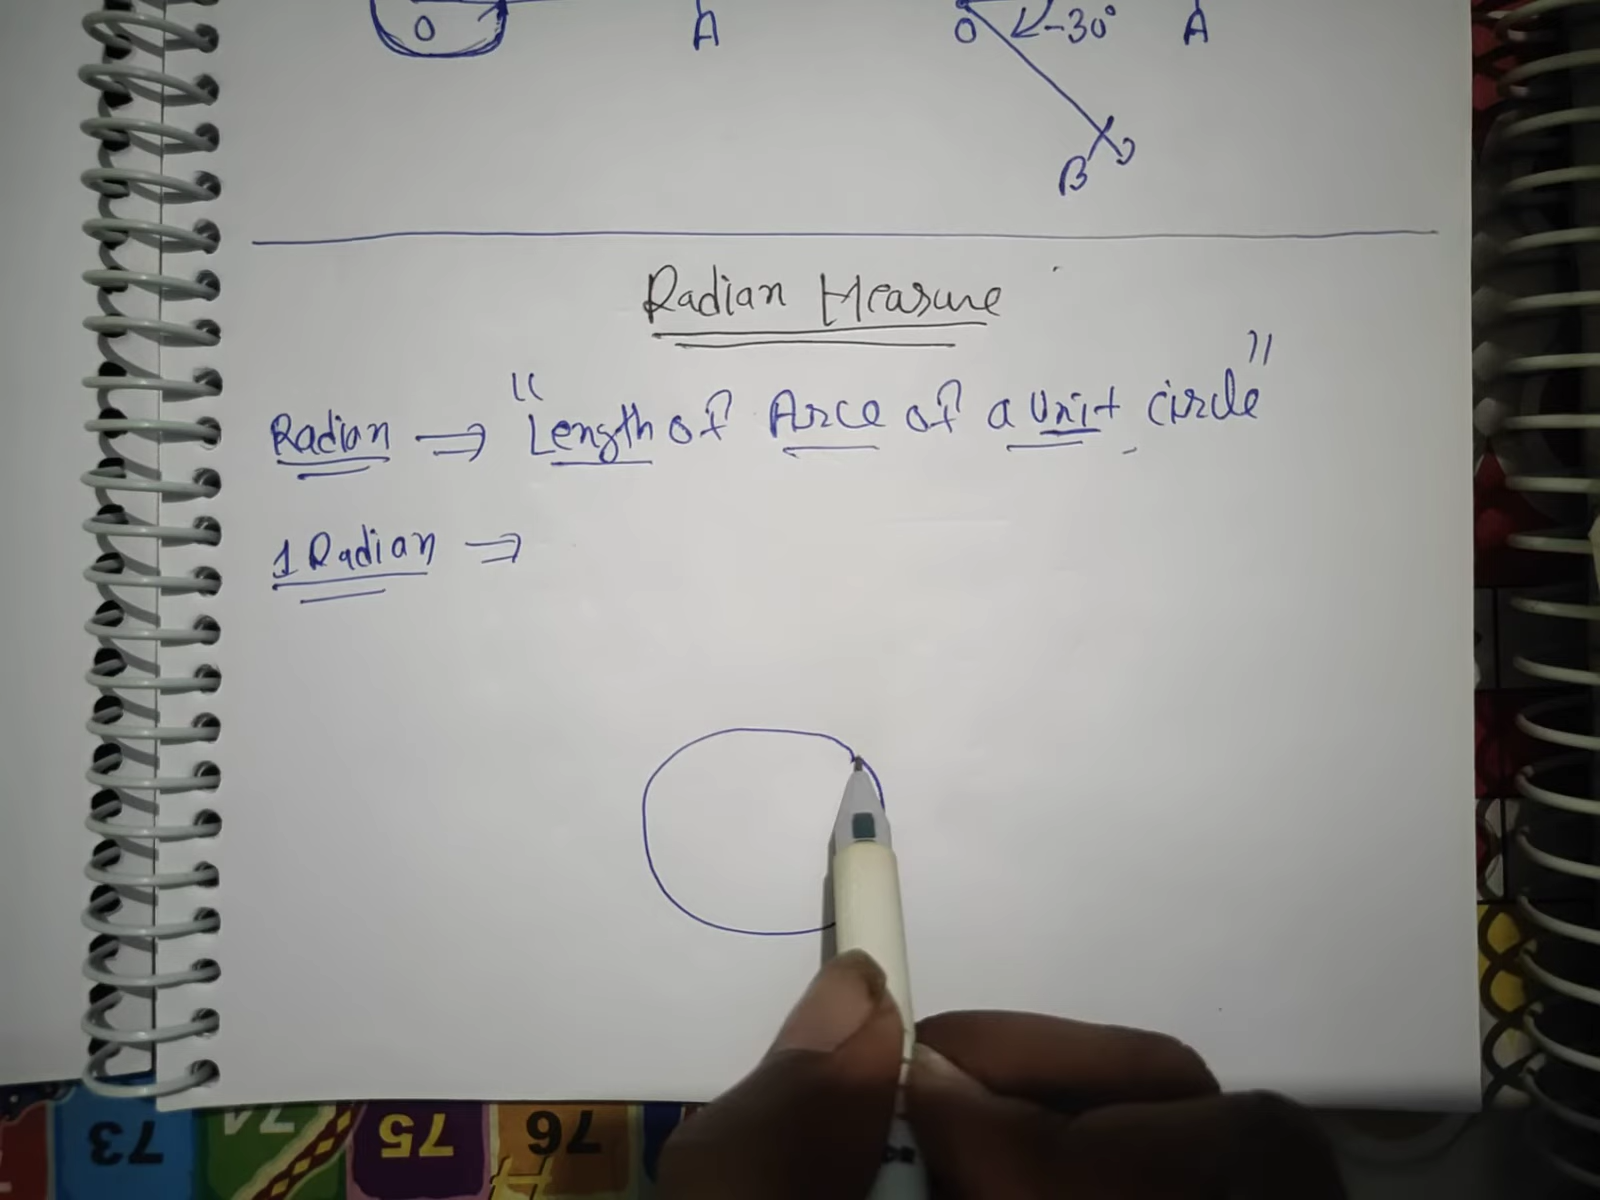 O A O -30° A
B
Radian Measure
Radian ⇒ "Length of Arce of a Unit circle"
1 Radian ⇒
73 74 75 76